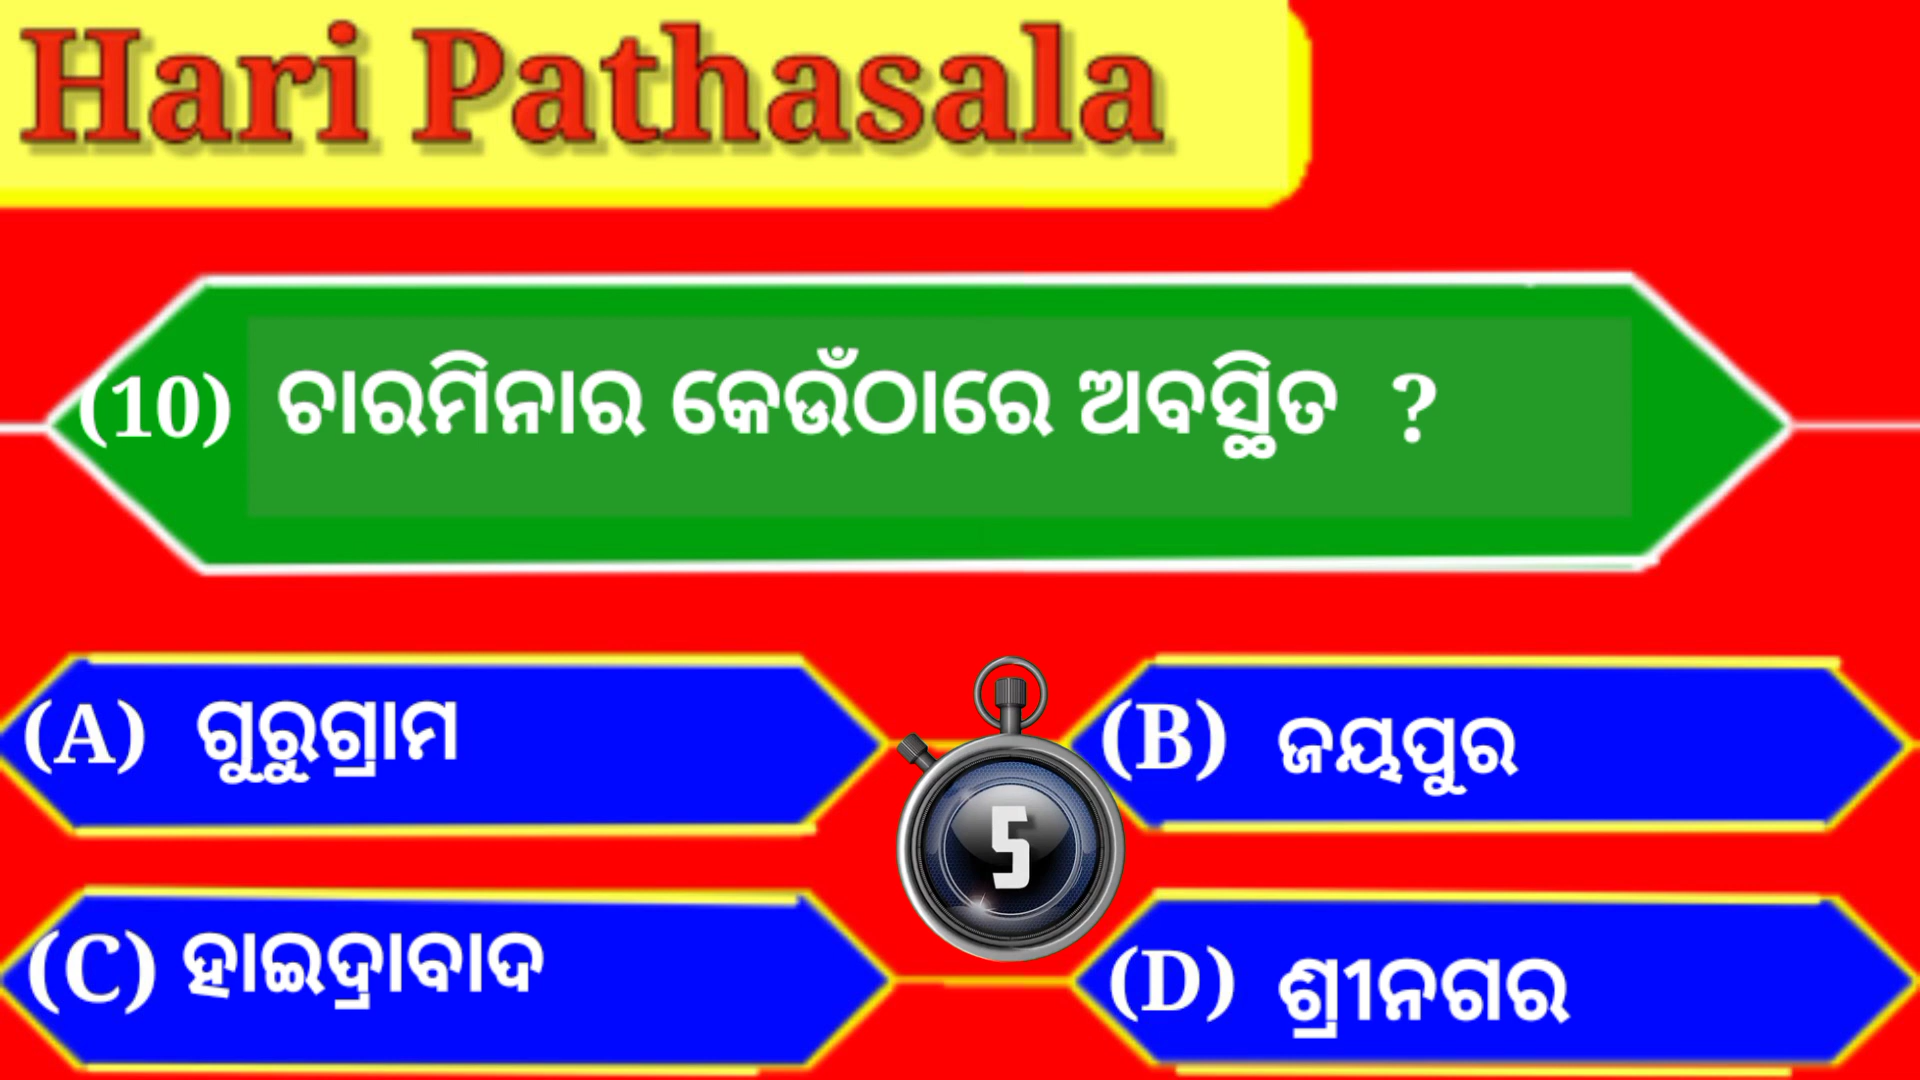 Hari Pathasala
(10) ଚାରମିନାର କେଉଁଠାରେ ଅବସ୍ଥିତ ?
(A) ଗୁରୁଗ୍ରାମ
(B) ଜୟପୁର
5
(C) ହାଇଦ୍ରାବାଦ
(D) ଶ୍ରୀନଗର